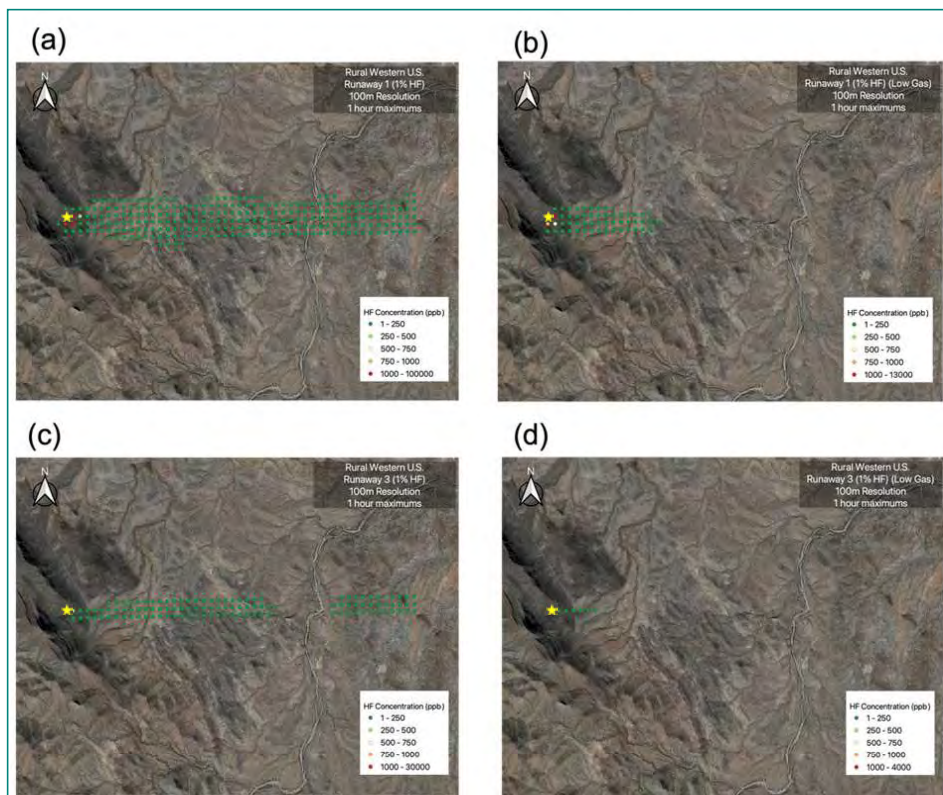 (a)
N
Rural Western U.S.
Runaway 1 (1% HF)
100m Resolution
1 hour maximums
HF Concentration (ppb)
1 - 250
250 - 500
500 - 750
750 - 1000
1000 - 100000
(b)
N
Rural Western U.S.
Runaway 1 (1% HF) (Low Gas)
100m Resolution
1 hour maximums
HF Concentration (ppb)
1 - 250
250 - 500
500 - 750
750 - 1000
1000 - 13000
(c)
N
Rural Western U.S.
Runaway 3 (1% HF)
100m Resolution
1 hour maximums
HF Concentration (ppb)
1 - 250
250 - 500
500 - 750
750 - 1000
1000 - 30000
(d)
N
Rural Western U.S.
Runaway 3 (1% HF) (Low Gas)
100m Resolution
1 hour maximums
HF Concentration (ppb)
1 - 250
250 - 500
500 - 750
750 - 1000
1000 - 4000